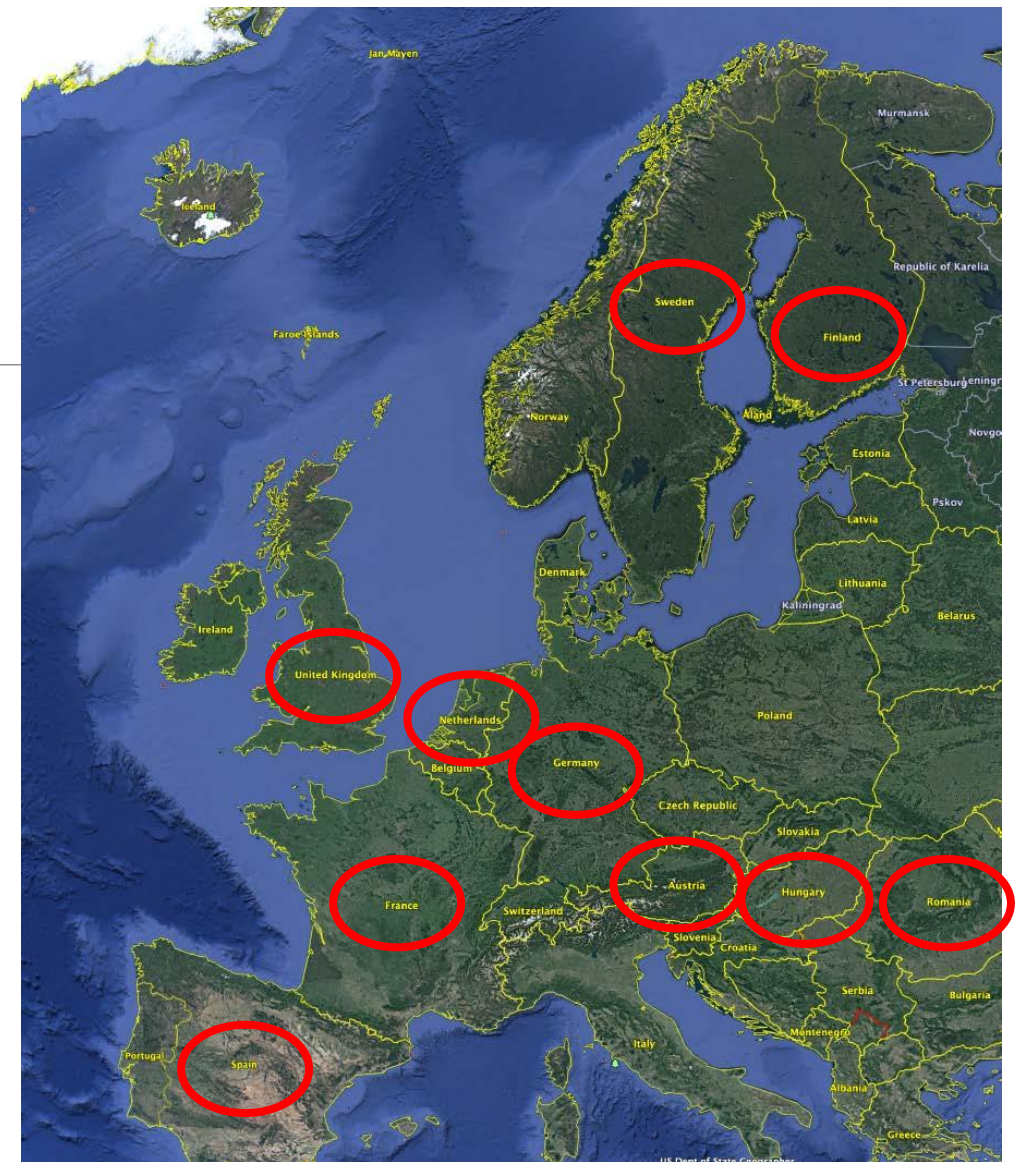 Jan Mayen
Murmansk
Iceland
Republic of Karelia
Sweden
Faroe Islands
Finland
St Petersburg
Norway
Åland
Estonia
Pskov
Latvia
Denmark
Lithuania
Kaliningrad
Belarus
Ireland
United Kingdom
Netherlands
Poland
Germany
Belgium
Czech Republic
Slovakia
Austria
Hungary
Romania
France
Switzerland
Slovenia
Croatia
Serbia
Bulgaria
Montenegro
Italy
Portugal
Spain
Albania
Greece
US Dept of State Geographer